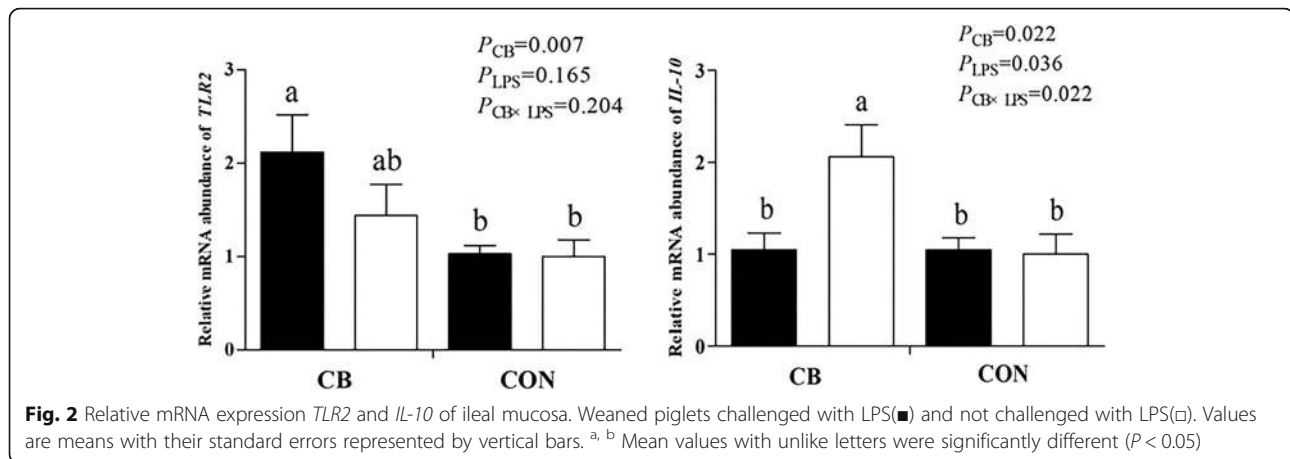 P_CB=0.007
P_LPS=0.165
P_CB× LPS=0.204
Relative mRNA abundance of TLR2
3
2
1
0
a
ab
b
b
CB
CON
P_CB=0.022
P_LPS=0.036
P_CB× LPS=0.022
Relative mRNA abundance of IL-10
3
2
1
0
b
a
b
b
CB
CON
Fig. 2 Relative mRNA expression TLR2 and IL-10 of ileal mucosa. Weaned piglets challenged with LPS(■) and not challenged with LPS(□). Values
are means with their standard errors represented by vertical bars. a, b Mean values with unlike letters were significantly different (P < 0.05)